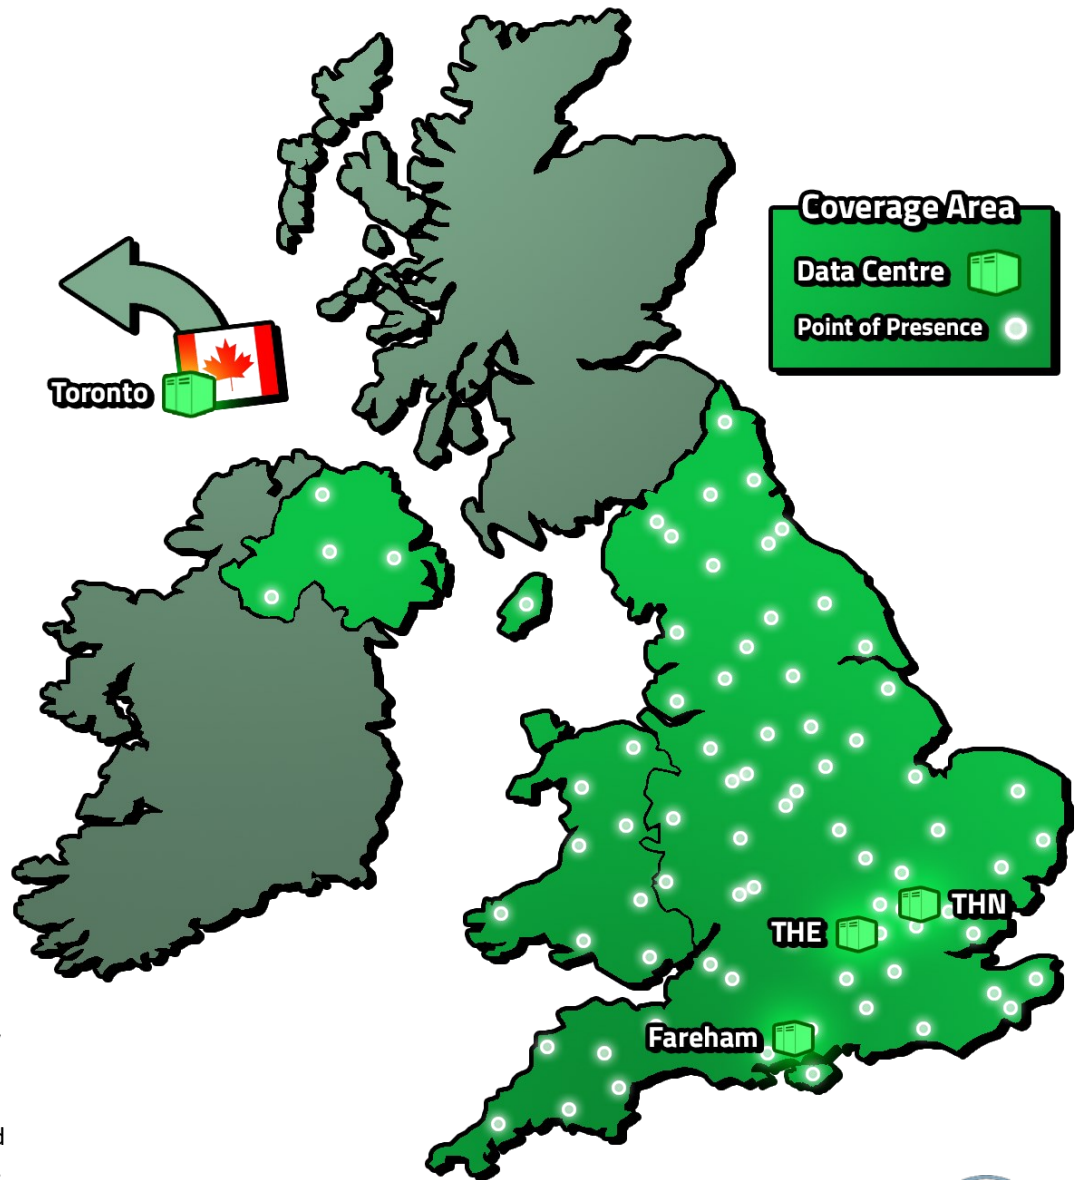 Coverage Area
Data Centre
Point of Presence
Toronto
THN
THE
Fareham